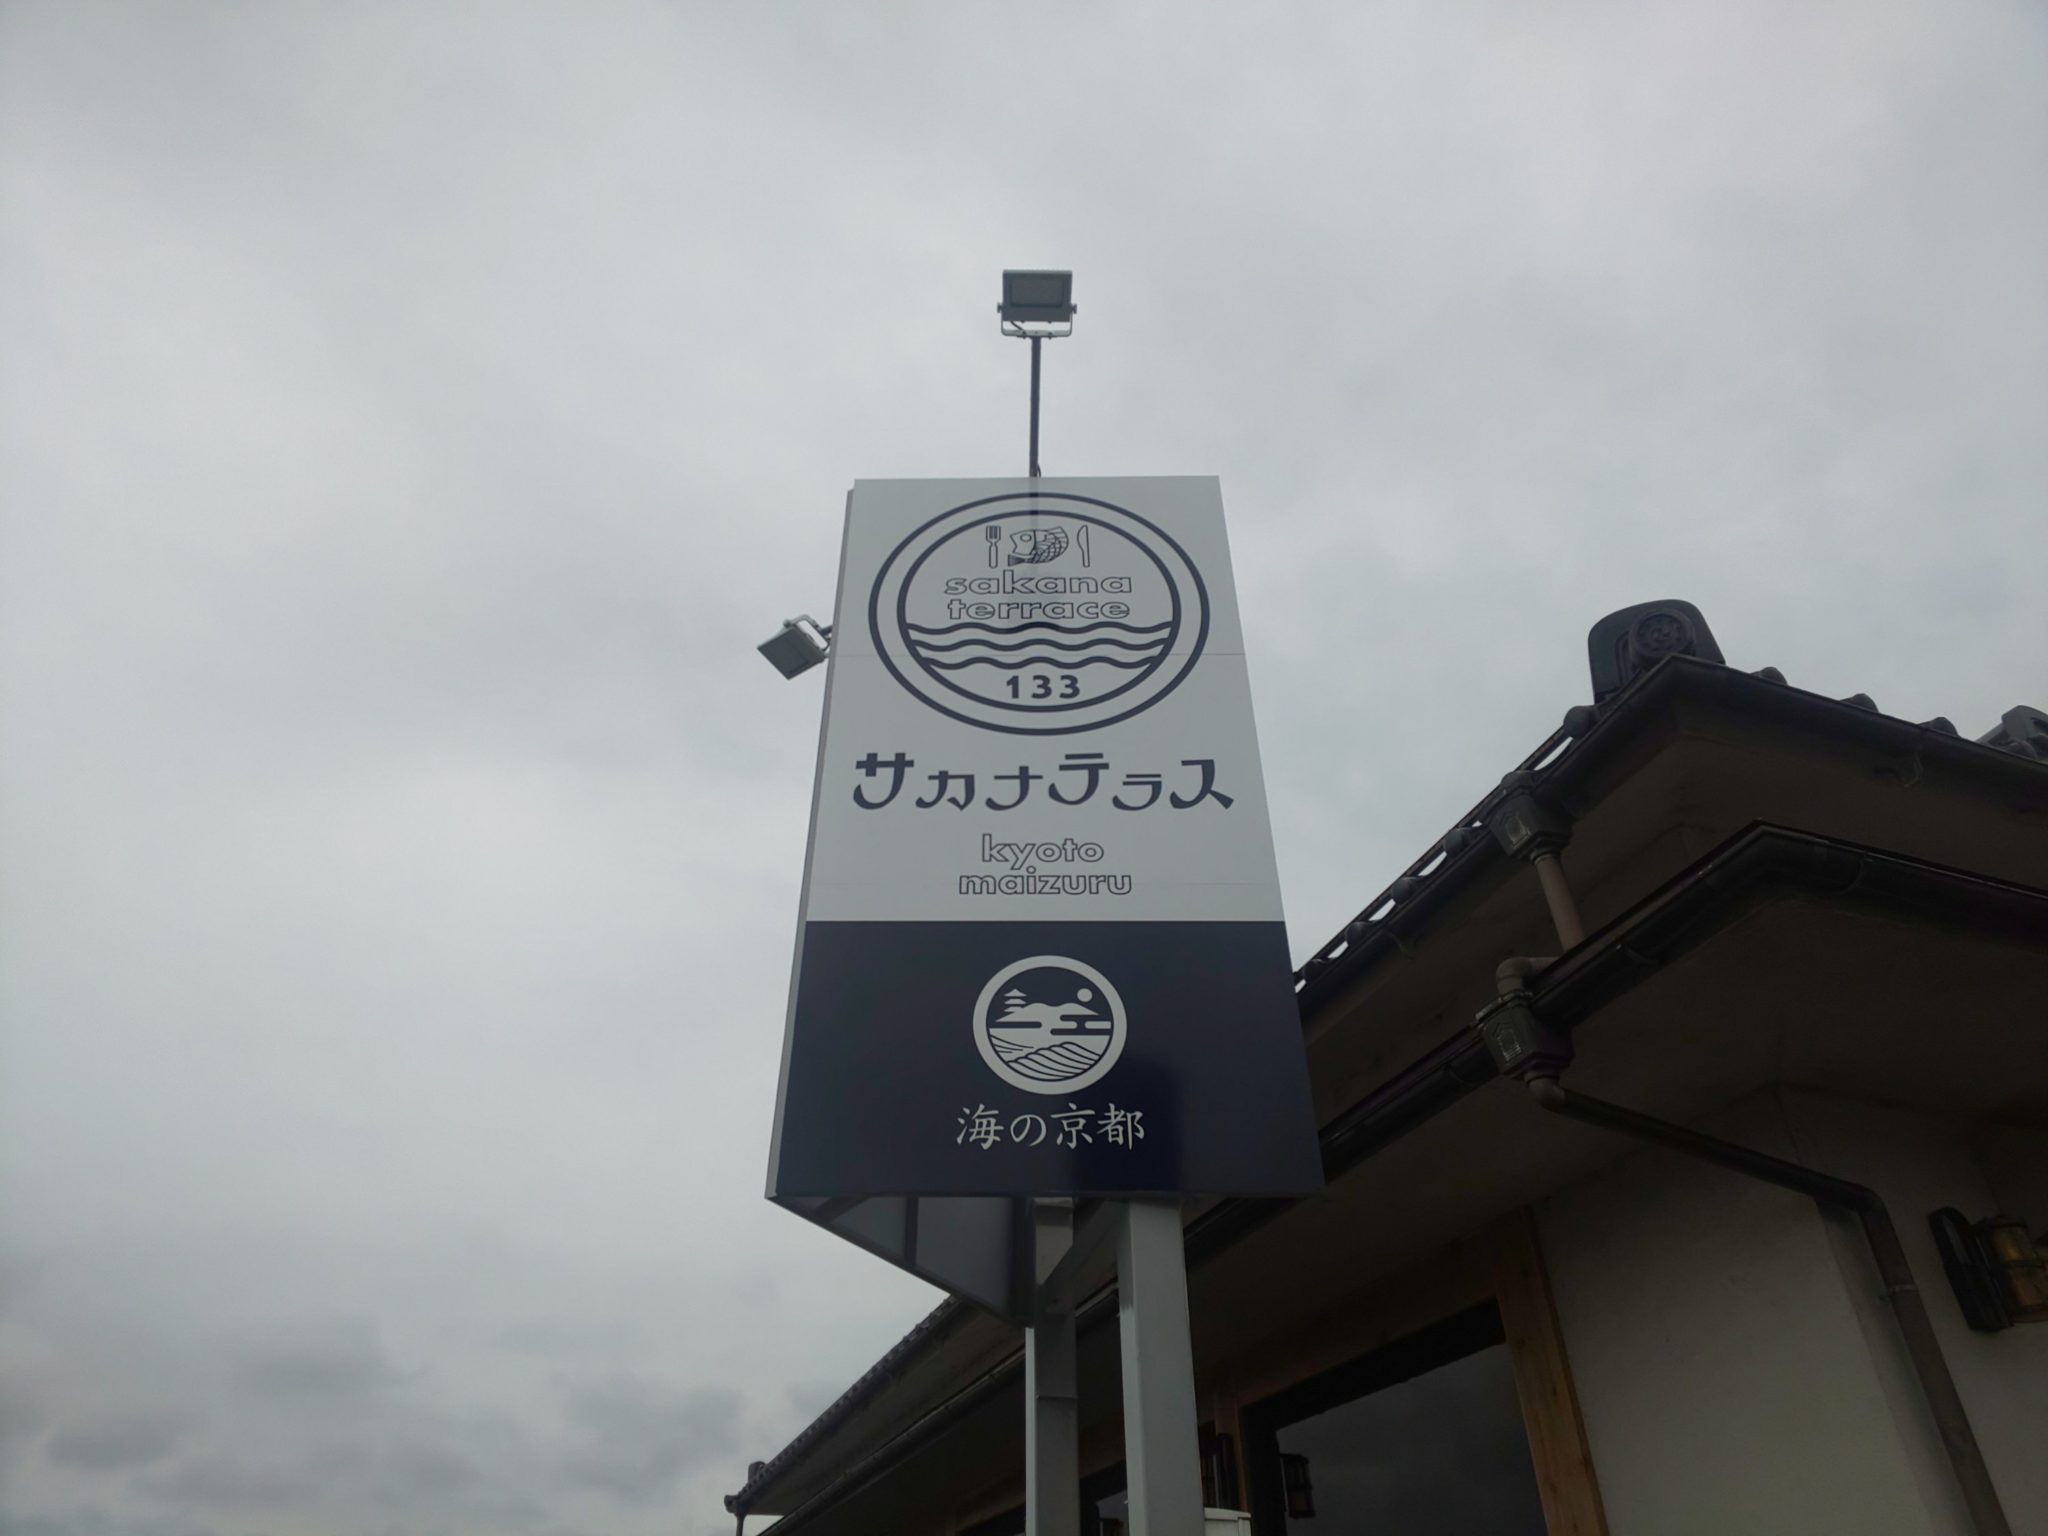 sakana
terrace
133
サカナテラス
kyoto
maizuru
海の京都